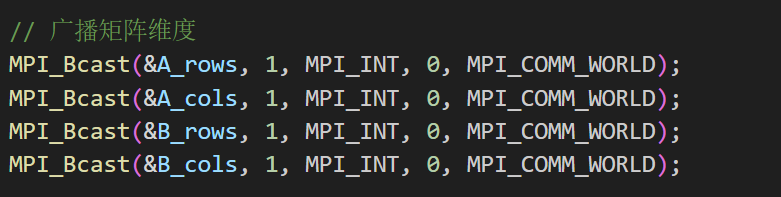 // 广播矩阵维度
MPI_Bcast(&A_rows, 1, MPI_INT, 0, MPI_COMM_WORLD);
MPI_Bcast(&A_cols, 1, MPI_INT, 0, MPI_COMM_WORLD);
MPI_Bcast(&B_rows, 1, MPI_INT, 0, MPI_COMM_WORLD);
MPI_Bcast(&B_cols, 1, MPI_INT, 0, MPI_COMM_WORLD);